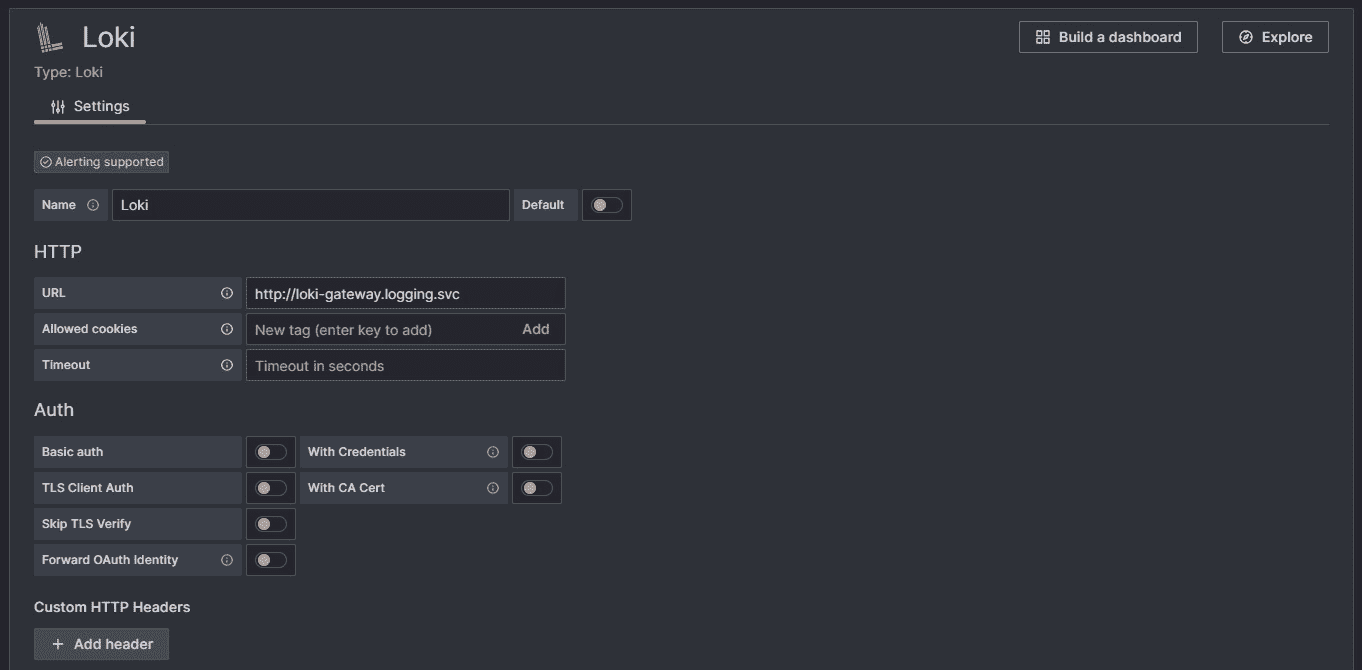 Loki
Build a dashboard
Explore
Type: Loki
Settings
Alerting supported
Name Loki Default
HTTP
URL http://loki-gateway.logging.svc
Allowed cookies New tag (enter key to add) Add
Timeout Timeout in seconds
Auth
Basic auth With Credentials
TLS Client Auth With CA Cert
Skip TLS Verify
Forward OAuth Identity
Custom HTTP Headers
+ Add header